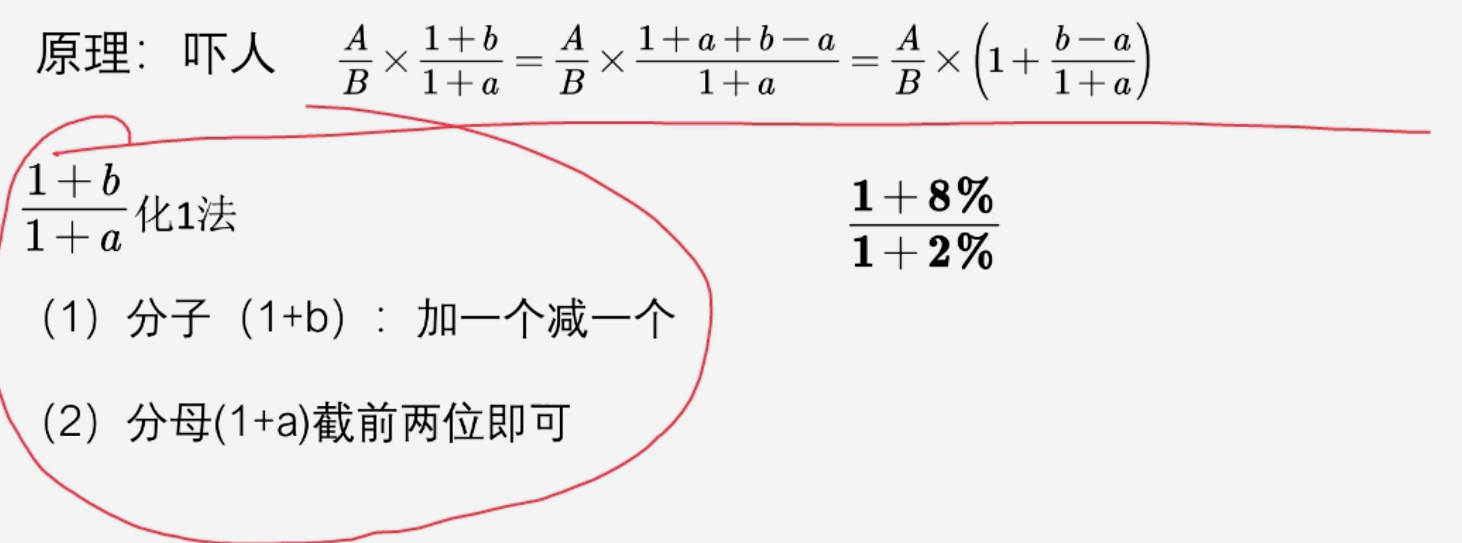 原理：吓人 $\frac{A}{B} \times \frac{1+b}{1+a} = \frac{A}{B} \times \frac{1+a+b-a}{1+a} = \frac{A}{B} \times \left(1+\frac{b-a}{1+a}\right)$
$\frac{1+b}{1+a}$化1法
$\frac{1+8\%}{1+2\%}$
（1）分子（1+b）：加一个减一个
（2）分母(1+a)截前两位即可